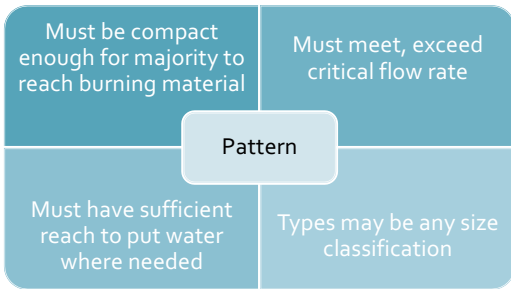 Must be compact
enough for majority to
reach burning material
Must meet, exceed
critical flow rate
Pattern
Must have sufficient
reach to put water
where needed
Types may be any size
classification